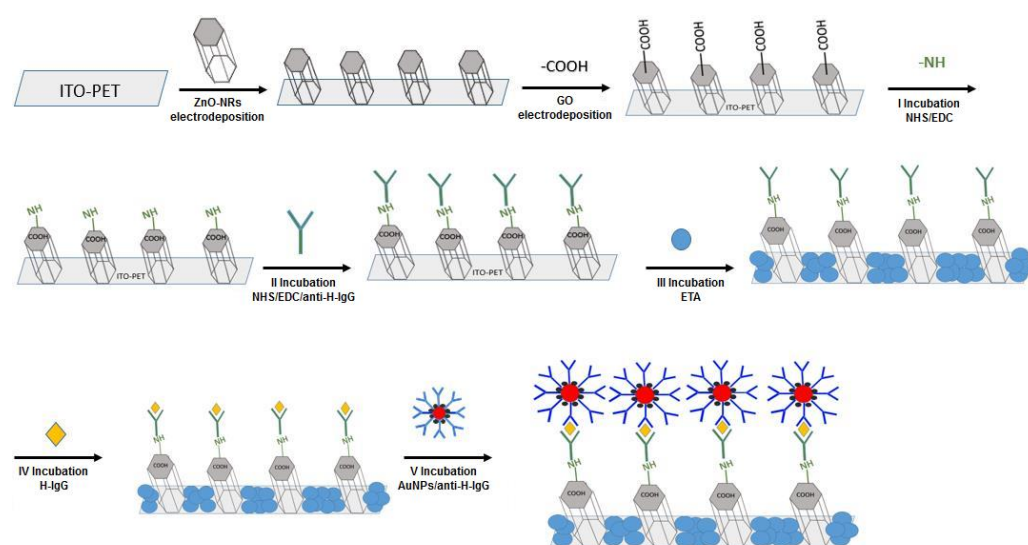 ITO-PET
ZnO-NRs
electrodeposition
-COOH
GO
electrodeposition
COOH
COOH
COOH
COOH
ITO-PET
-NH
I Incubation
NHS/EDC
NH
NH
NH
NH
COOH
COOH
COOH
COOH
ITO-PET
II Incubation
NHS/EDC/anti-H-IgG
NH
NH
NH
NH
COOH
COOH
COOH
COOH
ITO-PET
III Incubation
ETA
NH
NH
NH
NH
COOH
COOH
COOH
COOH
IV Incubation
H-IgG
NH
NH
NH
NH
COOH
COOH
COOH
COOH
V Incubation
AuNPs/anti-H-IgG
NH
NH
NH
NH
COOH
COOH
COOH
COOH